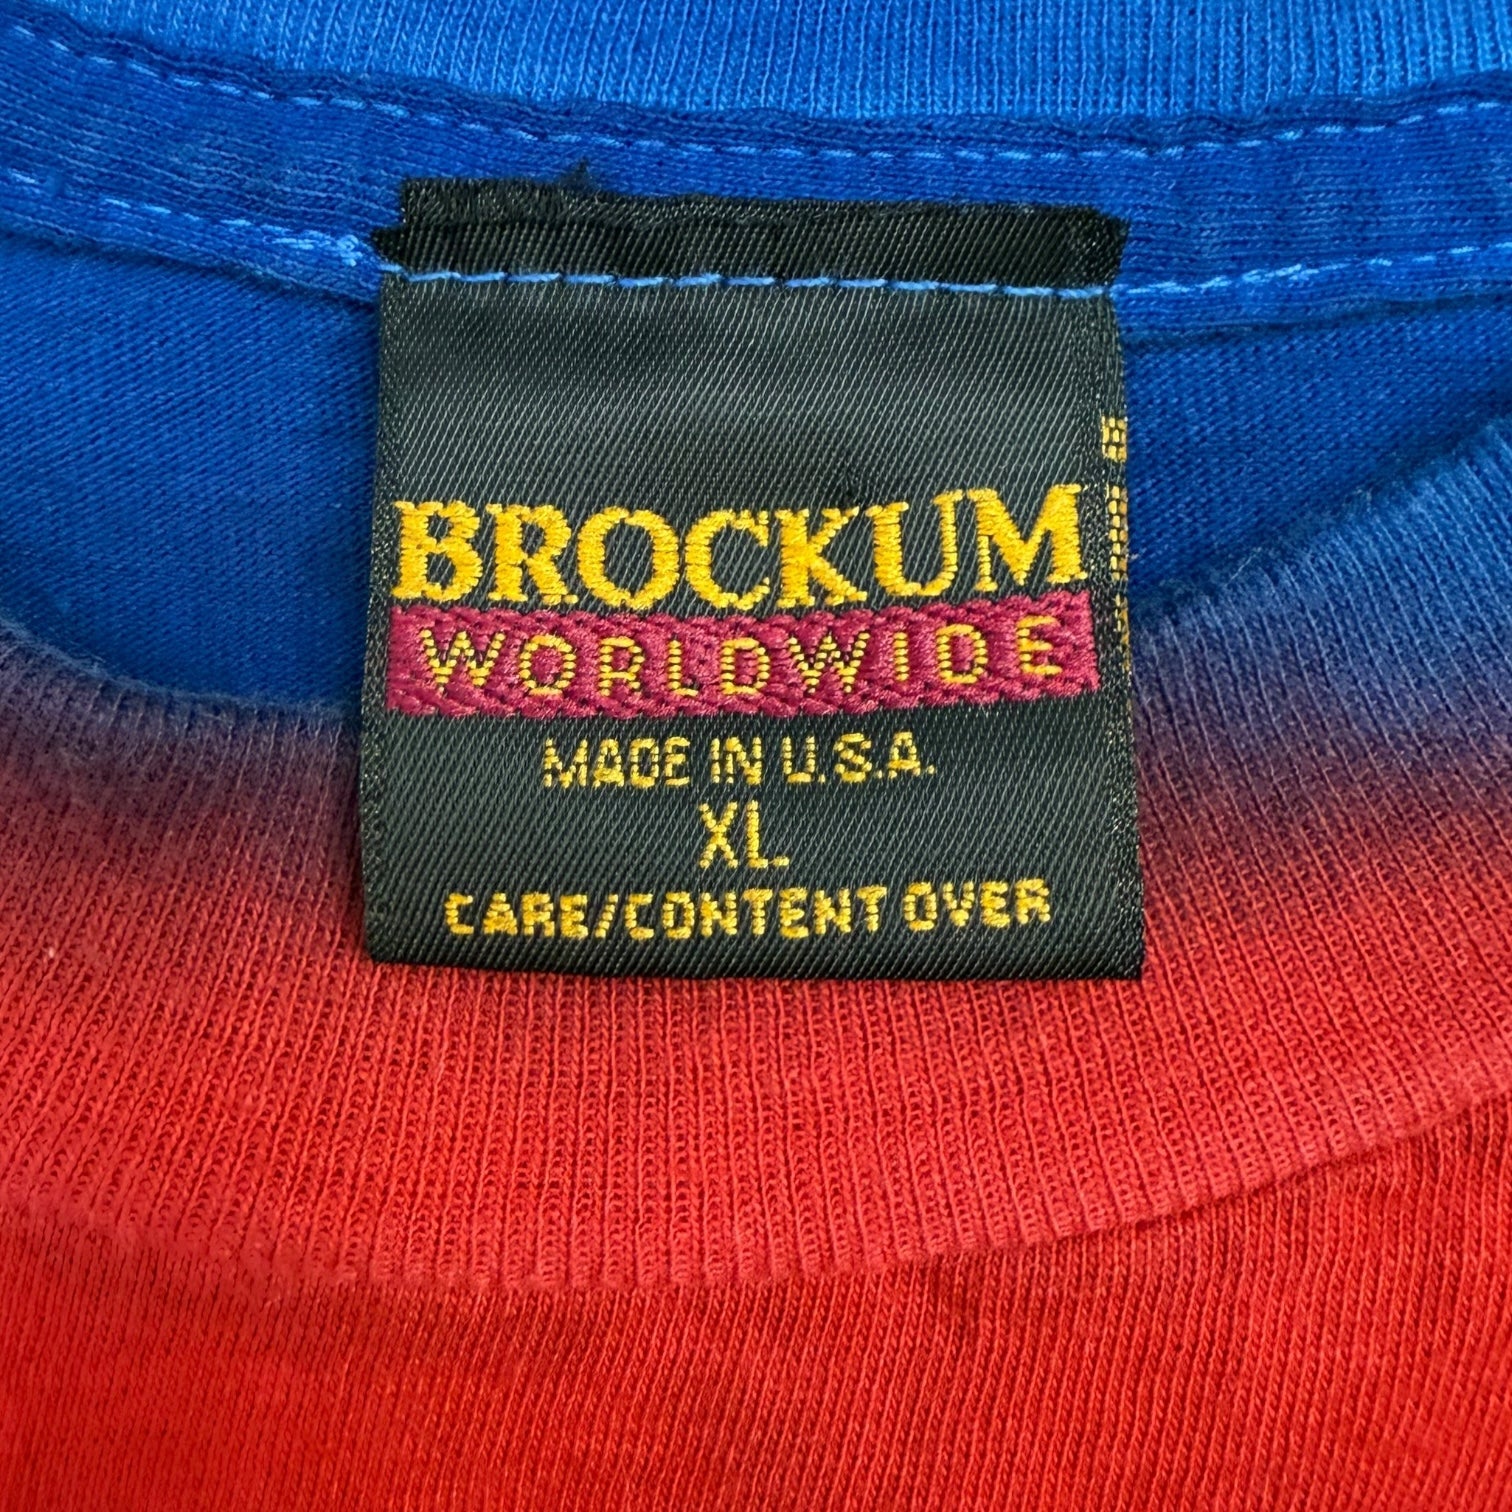 BROCKUM
WORLDWIDE
MADE IN U.S.A.
XL
CARE/CONTENT OVER